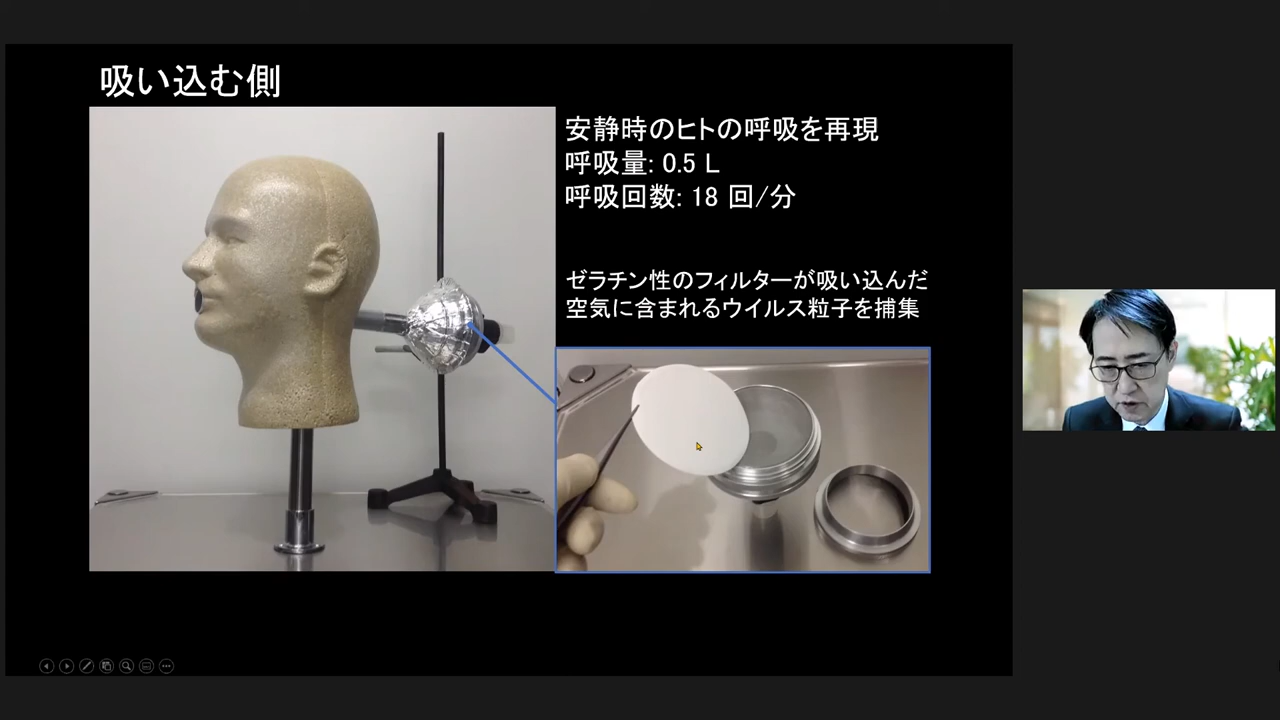 吸い込む側
安静時のヒトの呼吸を再現
呼吸量: 0.5 L
呼吸回数: 18 回/分
ゼラチン性のフィルターが吸い込んだ
空気に含まれるウイルス粒子を捕集